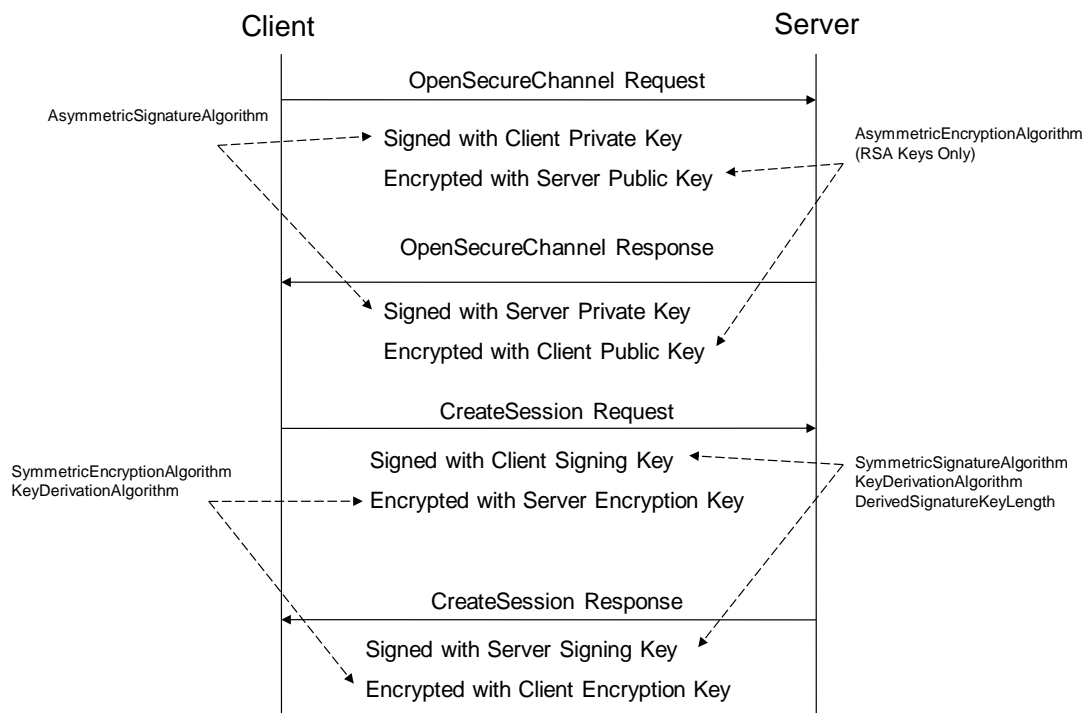 Client
Server
OpenSecureChannel Request
AsymmetricSignatureAlgorithm
Signed with Client Private Key
AsymmetricEncryptionAlgorithm
(RSA Keys Only)
Encrypted with Server Public Key
OpenSecureChannel Response
Signed with Server Private Key
Encrypted with Client Public Key
CreateSession Request
Signed with Client Signing Key
SymmetricEncryptionAlgorithm
KeyDerivationAlgorithm
SymmetricSignatureAlgorithm
KeyDerivationAlgorithm
DerivedSignatureKeyLength
Encrypted with Server Encryption Key
CreateSession Response
Signed with Server Signing Key
Encrypted with Client Encryption Key